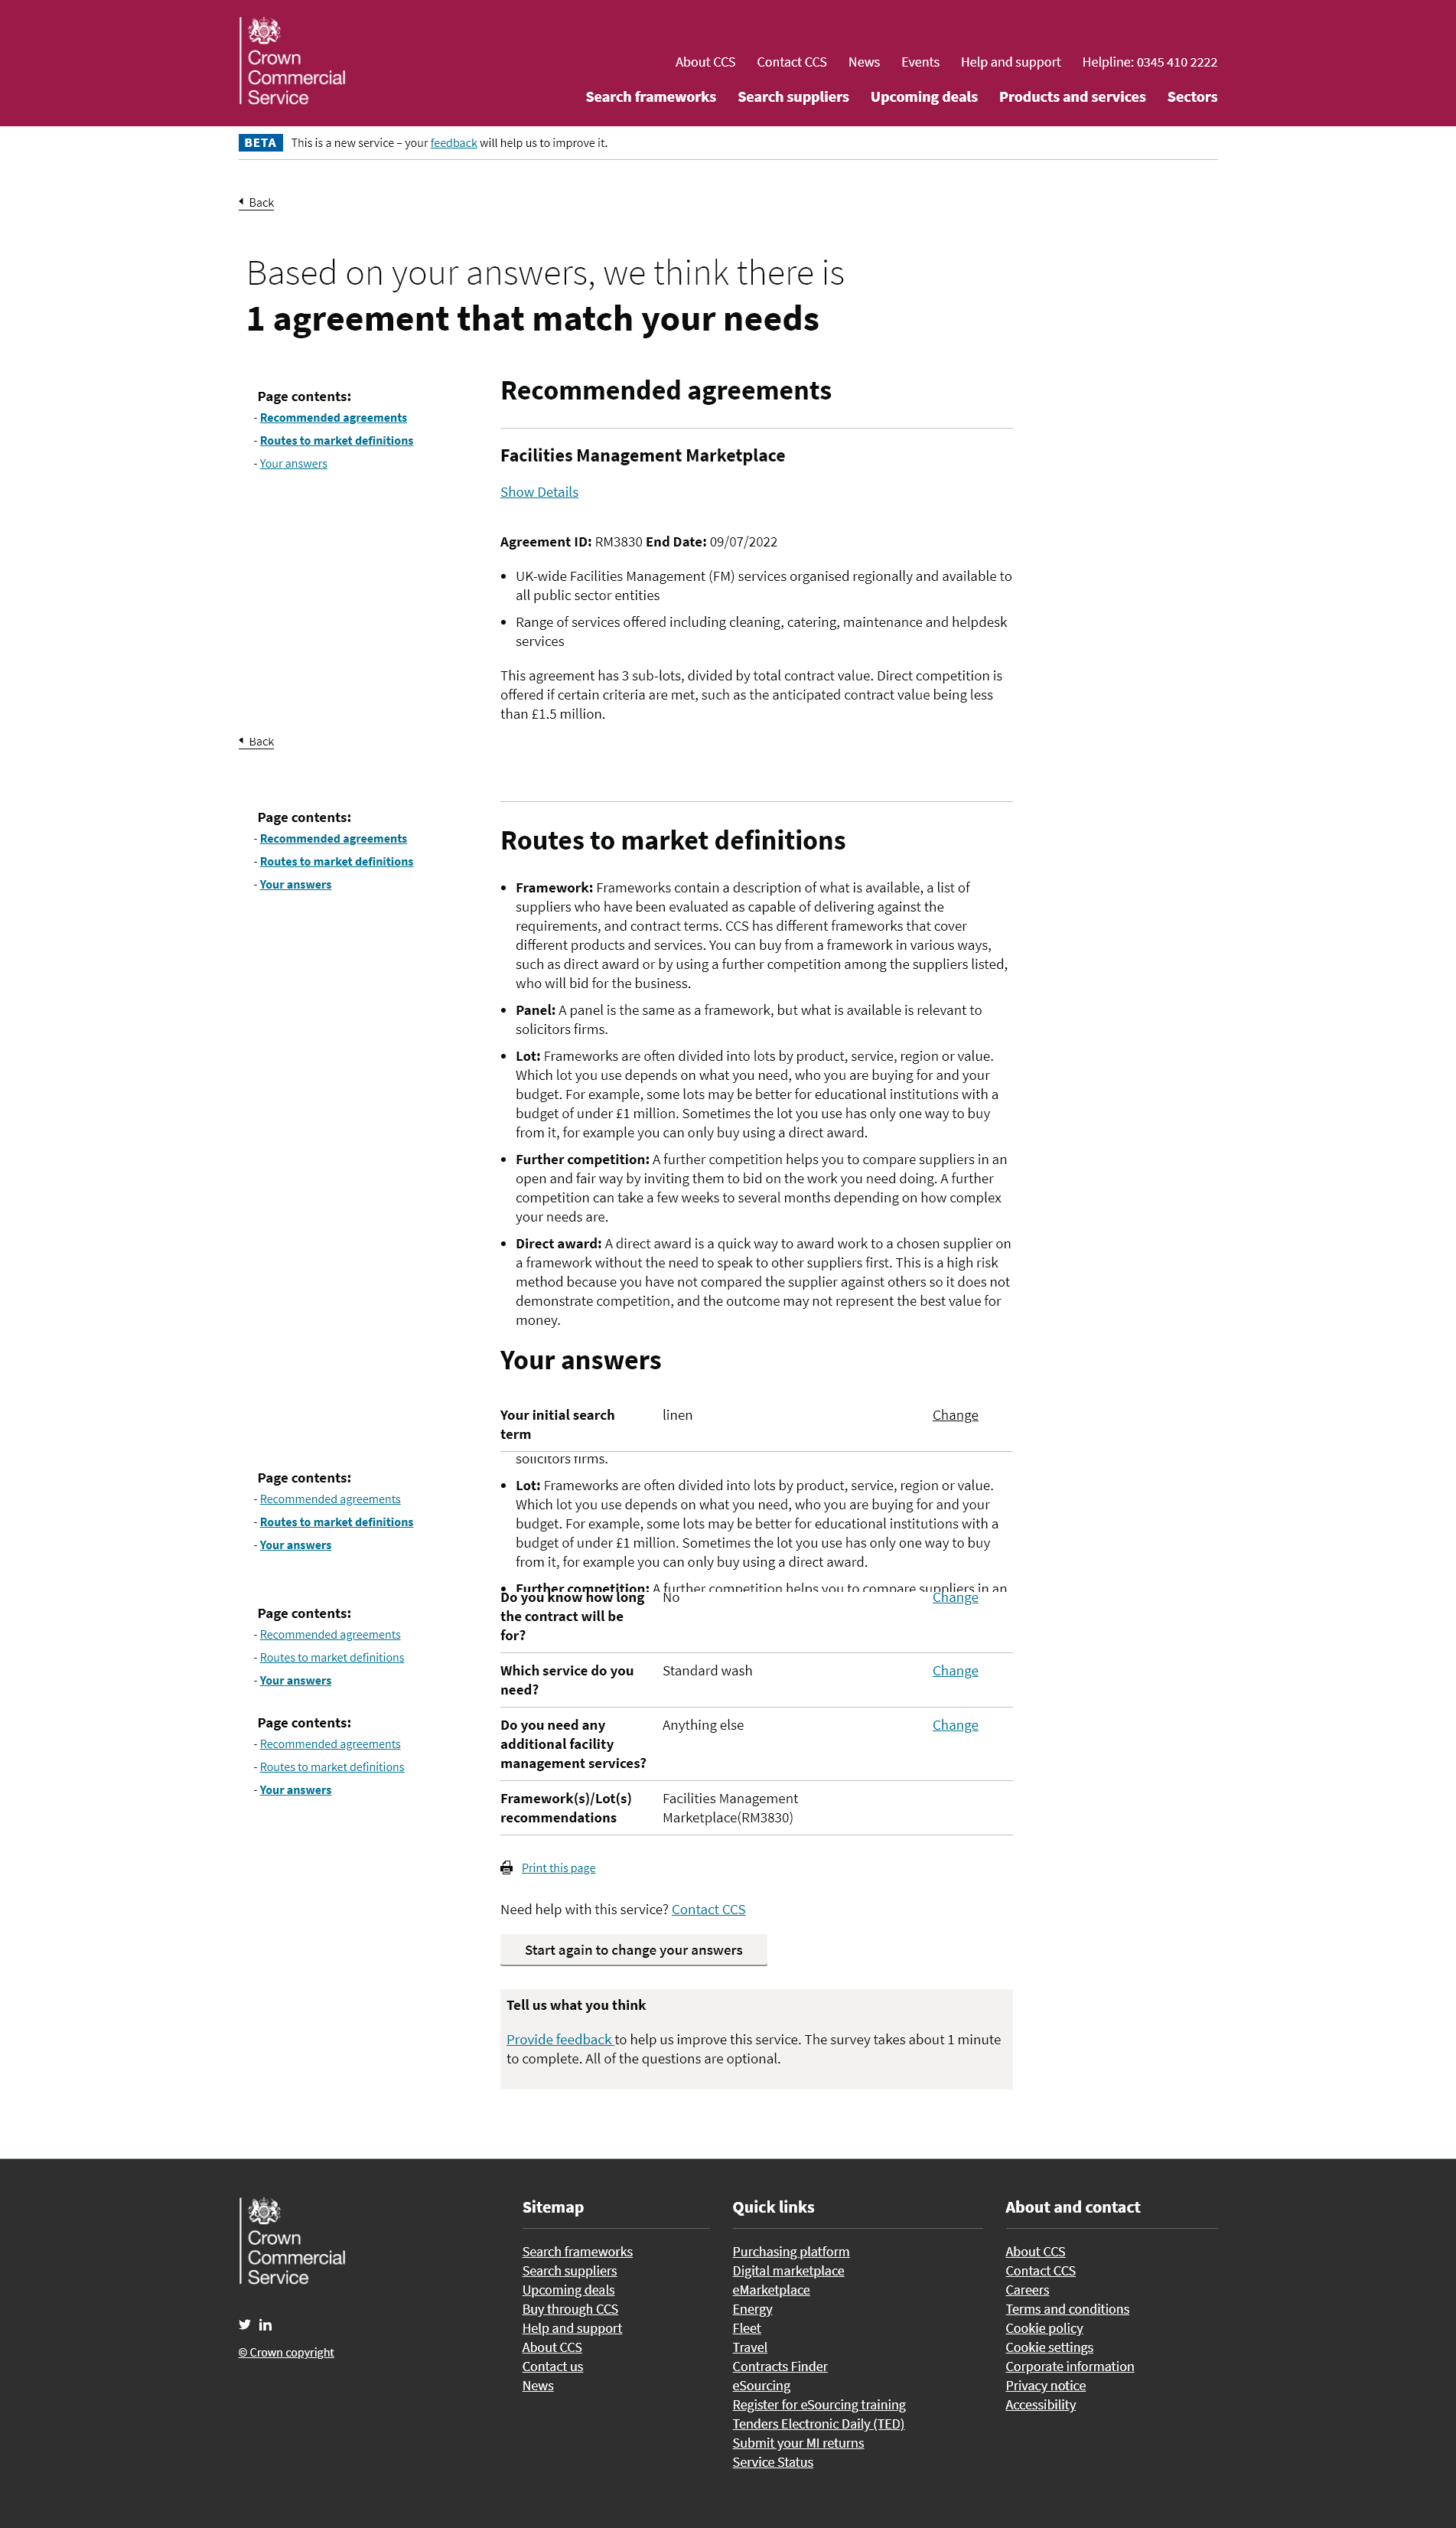 Crown
Commercial
Service
About CCS Contact CCS News Events Help and support Helpline: 0345 410 2222
Search frameworks Search suppliers Upcoming deals Products and services Sectors
BETA This is a new service – your feedback will help us to improve it.
Back
Based on your answers, we think there is
1 agreement that match your needs
Page contents:
- Recommended agreements
- Routes to market definitions
- Your answers
Recommended agreements
Facilities Management Marketplace
Show Details
Agreement ID: RM3830 End Date: 09/07/2022
• UK-wide Facilities Management (FM) services organised regionally and available to
all public sector entities
• Range of services offered including cleaning, catering, maintenance and helpdesk
services
This agreement has 3 sub-lots, divided by total contract value. Direct competition is
offered if certain criteria are met, such as the anticipated contract value being less
than £1.5 million.
Back
Page contents:
- Recommended agreements
- Routes to market definitions
- Your answers
Routes to market definitions
• Framework: Frameworks contain a description of what is available, a list of
suppliers who have been evaluated as capable of delivering against the
requirements, and contract terms. CCS has different frameworks that cover
different products and services. You can buy from a framework in various ways,
such as direct award or by using a further competition among the suppliers listed,
who will bid for the business.
• Panel: A panel is the same as a framework, but what is available is relevant to
solicitors firms.
• Lot: Frameworks are often divided into lots by product, service, region or value.
Which lot you use depends on what you need, who you are buying for and your
budget. For example, some lots may be better for educational institutions with a
budget of under £1 million. Sometimes the lot you use has only one way to buy
from it, for example you can only buy using a direct award.
• Further competition: A further competition helps you to compare suppliers in an
open and fair way by inviting them to bid on the work you need doing. A further
competition can take a few weeks to several months depending on how complex
your needs are.
• Direct award: A direct award is a quick way to award work to a chosen supplier on
a framework without the need to speak to other suppliers first. This is a high risk
method because you have not compared the supplier against others so it does not
demonstrate competition, and the outcome may not represent the best value for
money.
Your answers
Your initial search linen Change
term
solicitors firms.
Page contents:
- Recommended agreements
- Routes to market definitions
- Your answers
• Lot: Frameworks are often divided into lots by product, service, region or value.
Which lot you use depends on what you need, who you are buying for and your
budget. For example, some lots may be better for educational institutions with a
budget of under £1 million. Sometimes the lot you use has only one way to buy
from it, for example you can only buy using a direct award.
• Further competition: A further competition helps you to compare suppliers in an
Do you know how long No Change
the contract will be
for?
Page contents:
- Recommended agreements
- Routes to market definitions
- Your answers
Which service do you Standard wash Change
need?
Page contents:
- Recommended agreements
- Routes to market definitions
- Your answers
Do you need any Anything else Change
additional facility
management services?
Framework(s)/Lot(s) Facilities Management
recommendations Marketplace(RM3830)
Print this page
Need help with this service? Contact CCS
Start again to change your answers
Tell us what you think
Provide feedback to help us improve this service. The survey takes about 1 minute
to complete. All of the questions are optional.
Crown
Commercial
Service
© Crown copyright
Sitemap
Search frameworks
Search suppliers
Upcoming deals
Buy through CCS
Help and support
About CCS
Contact us
News
Quick links
Purchasing platform
Digital marketplace
eMarketplace
Energy
Fleet
Travel
Contracts Finder
eSourcing
Register for eSourcing training
Tenders Electronic Daily (TED)
Submit your MI returns
Service Status
About and contact
About CCS
Contact CCS
Careers
Terms and conditions
Cookie policy
Cookie settings
Corporate information
Privacy notice
Accessibility